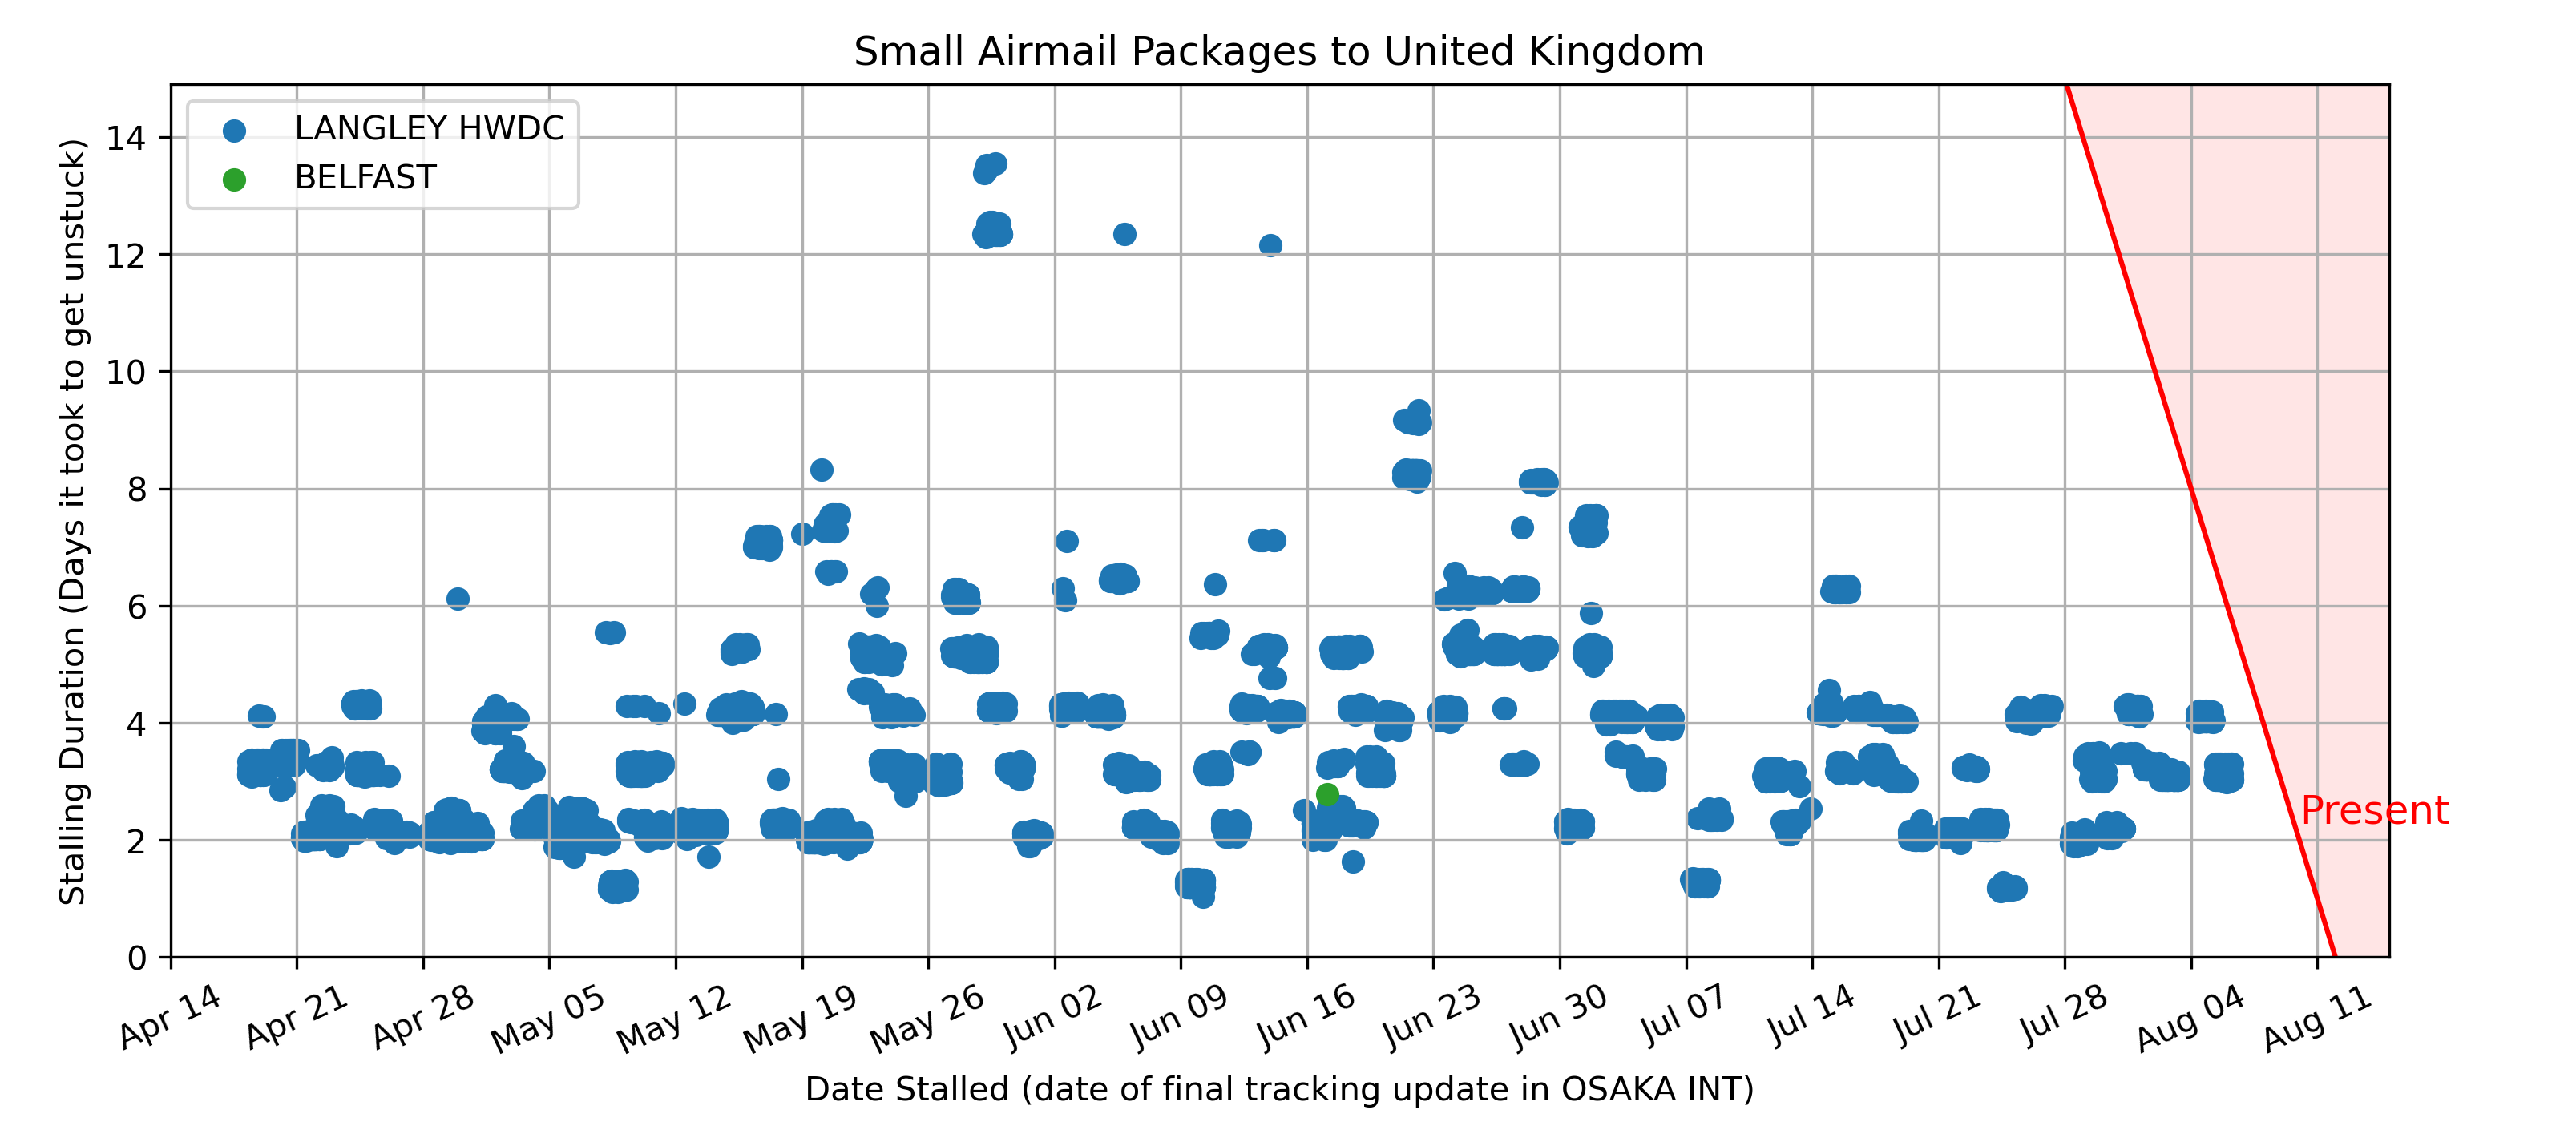 Small Airmail Packages to United Kingdom
LANGLEY HWDC
BELFAST
Stalling Duration (Days it took to get unstuck)
14
12
10
8
6
4
2
0
Present
Apr 14
Apr 21
Apr 28
May 05
May 12
May 19
May 26
Jun 02
Jun 09
Jun 16
Jun 23
Jun 30
Jul 07
Jul 14
Jul 21
Jul 28
Aug 04
Aug 11
Date Stalled (date of final tracking update in OSAKA INT)